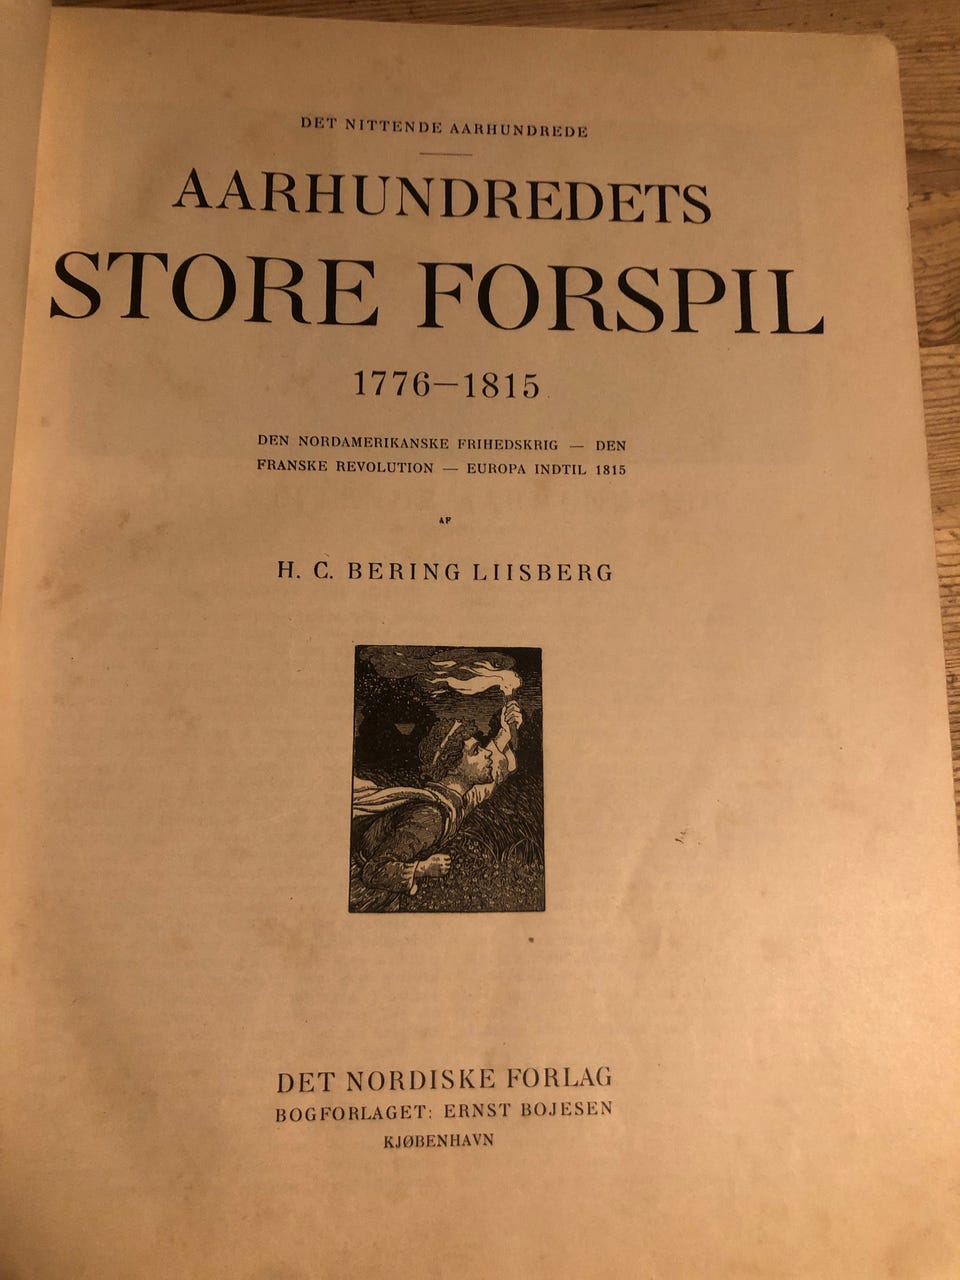 DET NITTENDE AARHUNDREDE
AARHUNDREDETS
STORE FORSPIL
1776—1815
DEN NORDAMERIKANSKE FRIHEDSKRIG — DEN
FRANSKE REVOLUTION — EUROPA INDTIL 1815
AF
H. C. BERING LIISBERG
DET NORDISKE FORLAG
BOGFORLAGET: ERNST BOJESEN
KJØBENHAVN